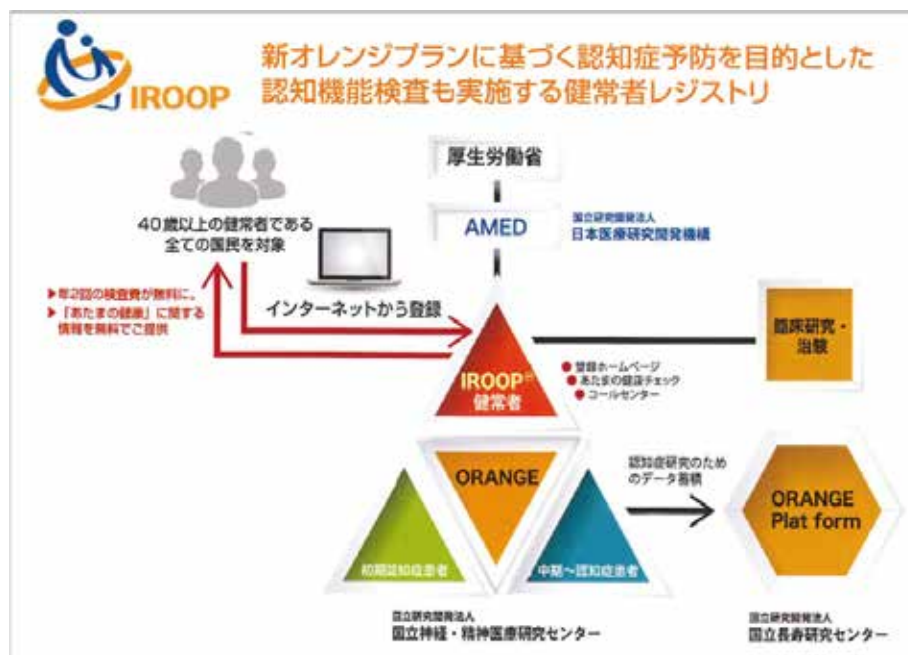 IROOP
新オレンジプランに基づく認知症予防を目的とした
認知機能検査も実施する健常者レジストリ
厚生労働省
AMED
国立研究開発法人
日本医療研究開発機構
40歳以上の健常者である
全ての国民を対象
▶年2回の検査費が無料に。
▶「あたまの健康」に関する
情報を無料でご提供
インターネットから登録
IROOP®
健常者
●登録ホームページ
●あたまの健康チェック
●コールセンター
臨床研究・
治験
ORANGE
初期認知症患者
中期～認知症患者
認知症研究のため
のデータ蓄積
ORANGE
Plat form
国立研究開発法人
国立神経・精神医療研究センター
国立研究開発法人
国立長寿研究センター